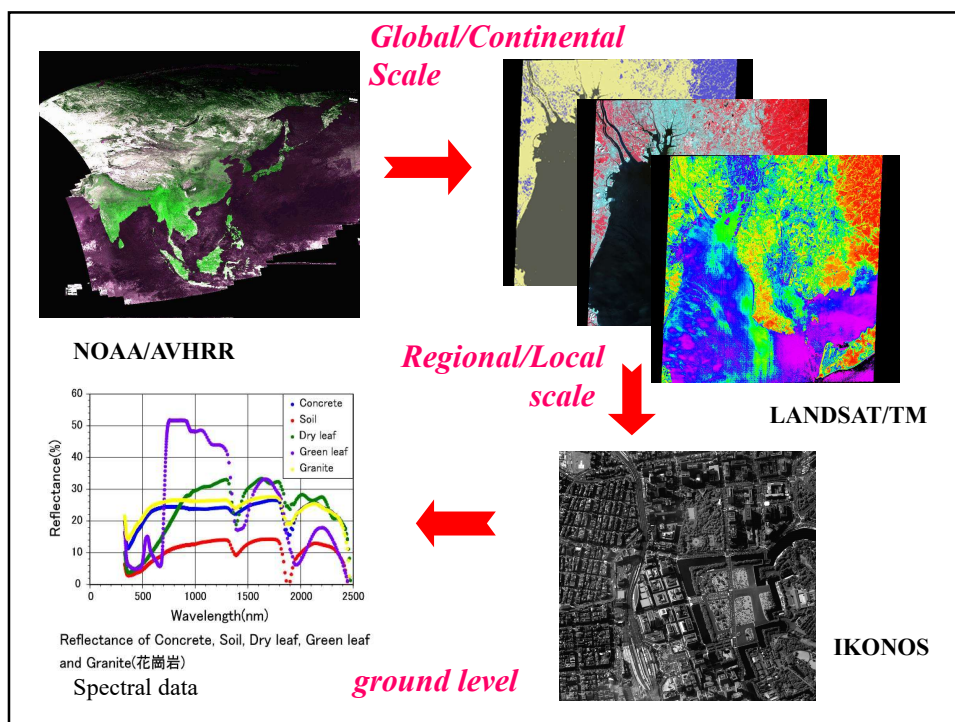 Global/Continental
Scale
NOAA/AVHRR
Regional/Local
scale
LANDSAT/TM
60
50
40
30
20
10
0
Reflectance(%)
Concrete
Soil
Dry leaf
Green leaf
Granite
0 500 1000 1500 2000 2500
Wavelength(nm)
Reflectance of Concrete, Soil, Dry leaf, Green leaf
and Granite(花崗岩)
Spectral data
ground level
IKONOS